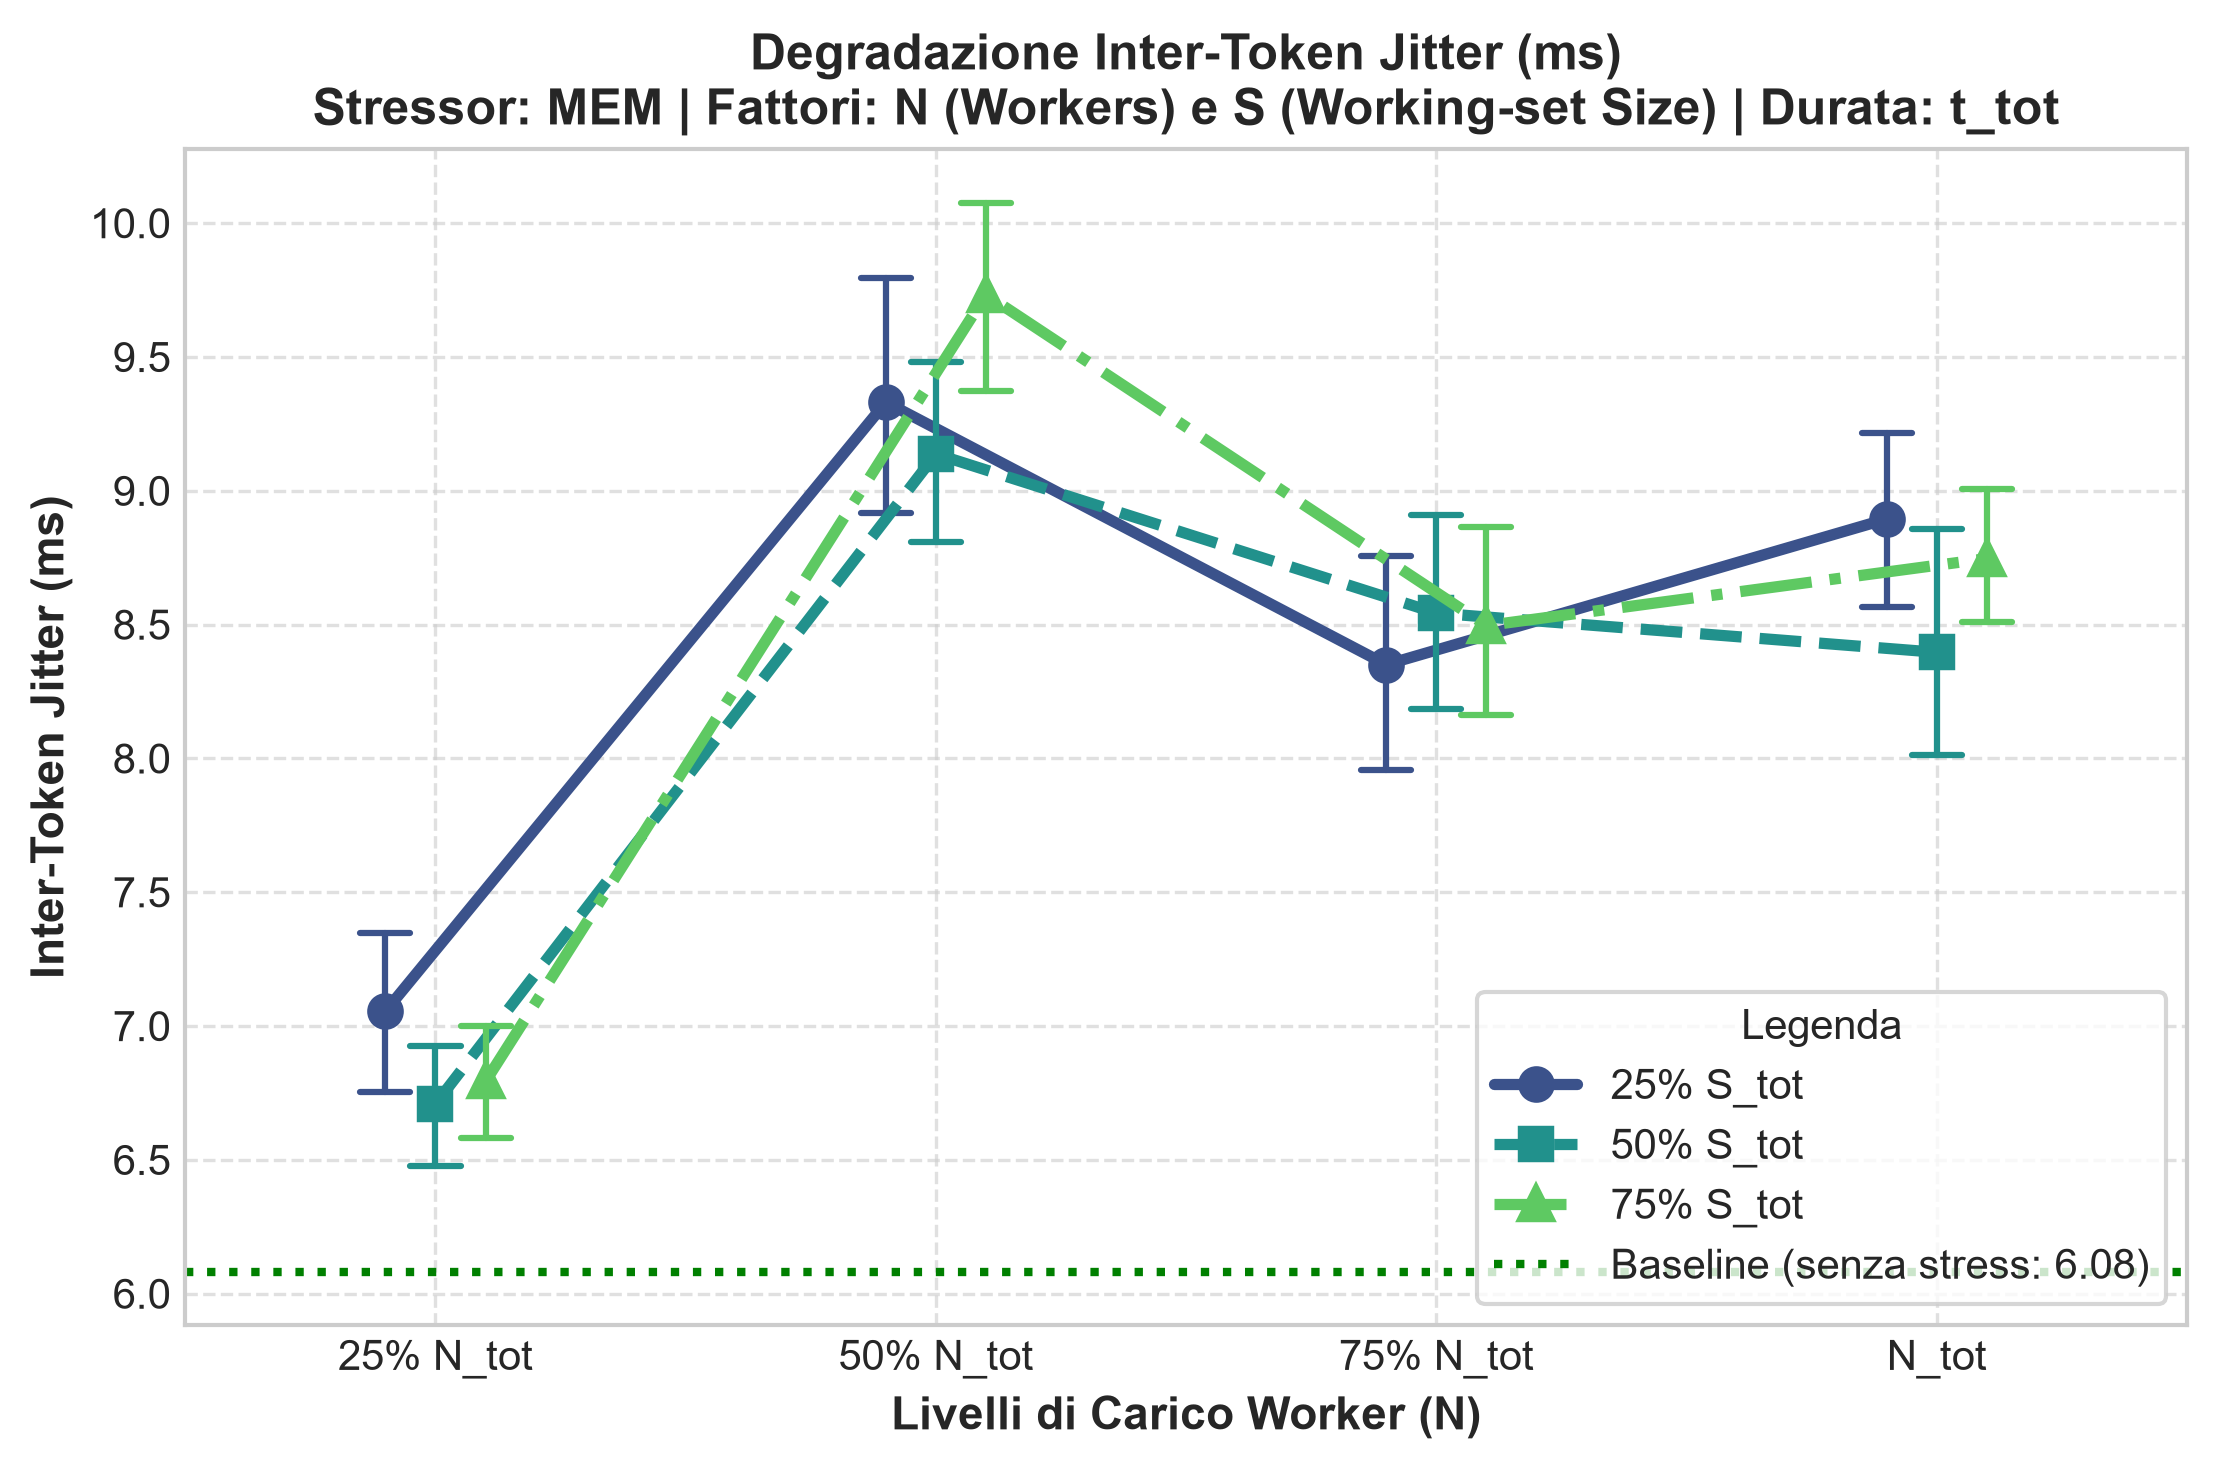 Degradazione Inter-Token Jitter (ms)
Stressor: MEM | Fattori: N (Workers) e S (Working-set Size) | Durata: t_tot
Inter-Token Jitter (ms)
10.0
9.5
9.0
8.5
8.0
7.5
7.0
6.5
6.0
Legenda
25% S_tot
50% S_tot
75% S_tot
Baseline (senza stress: 6.08)
25% N_tot
50% N_tot
75% N_tot
N_tot
Livelli di Carico Worker (N)